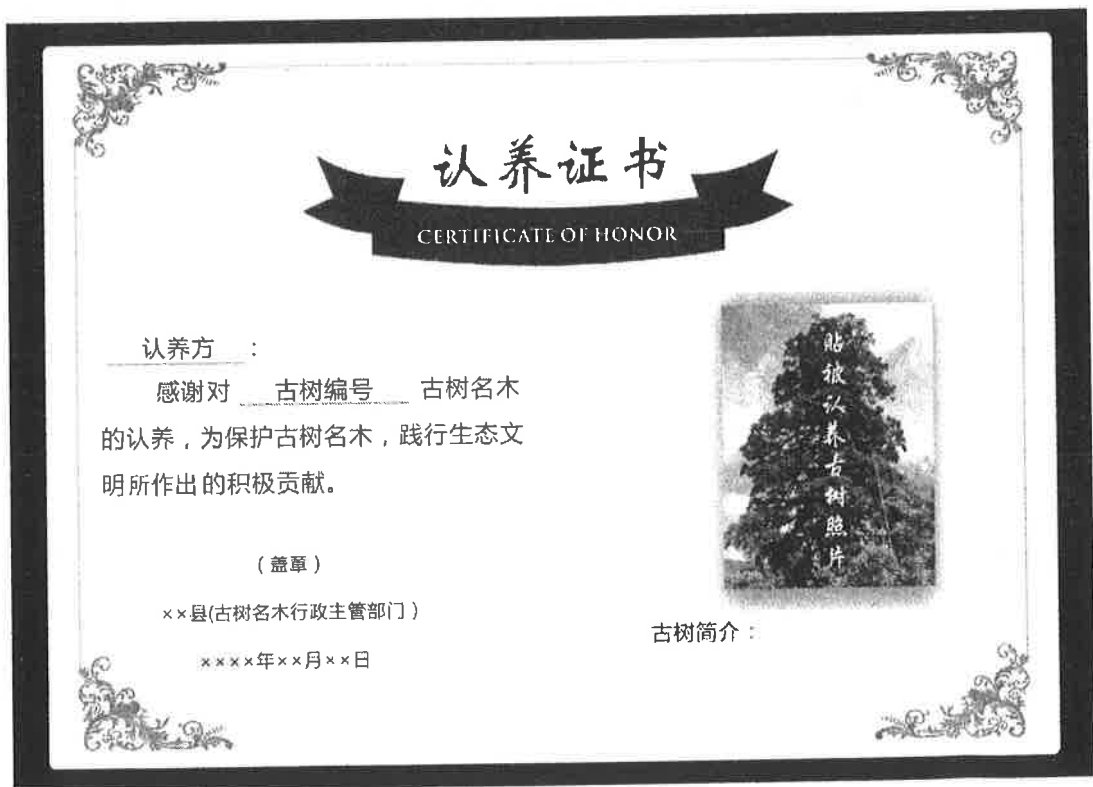 认养证书
CERTIFICATE OF HONOR
认养方 :
感谢对 古树编号 古树名木
的认养，为保护古树名木，践行生态文
明所作出的积极贡献。
（盖章）
××县(古树名木行政主管部门）
××××年××月××日
贴被认养古树照片
古树简介：